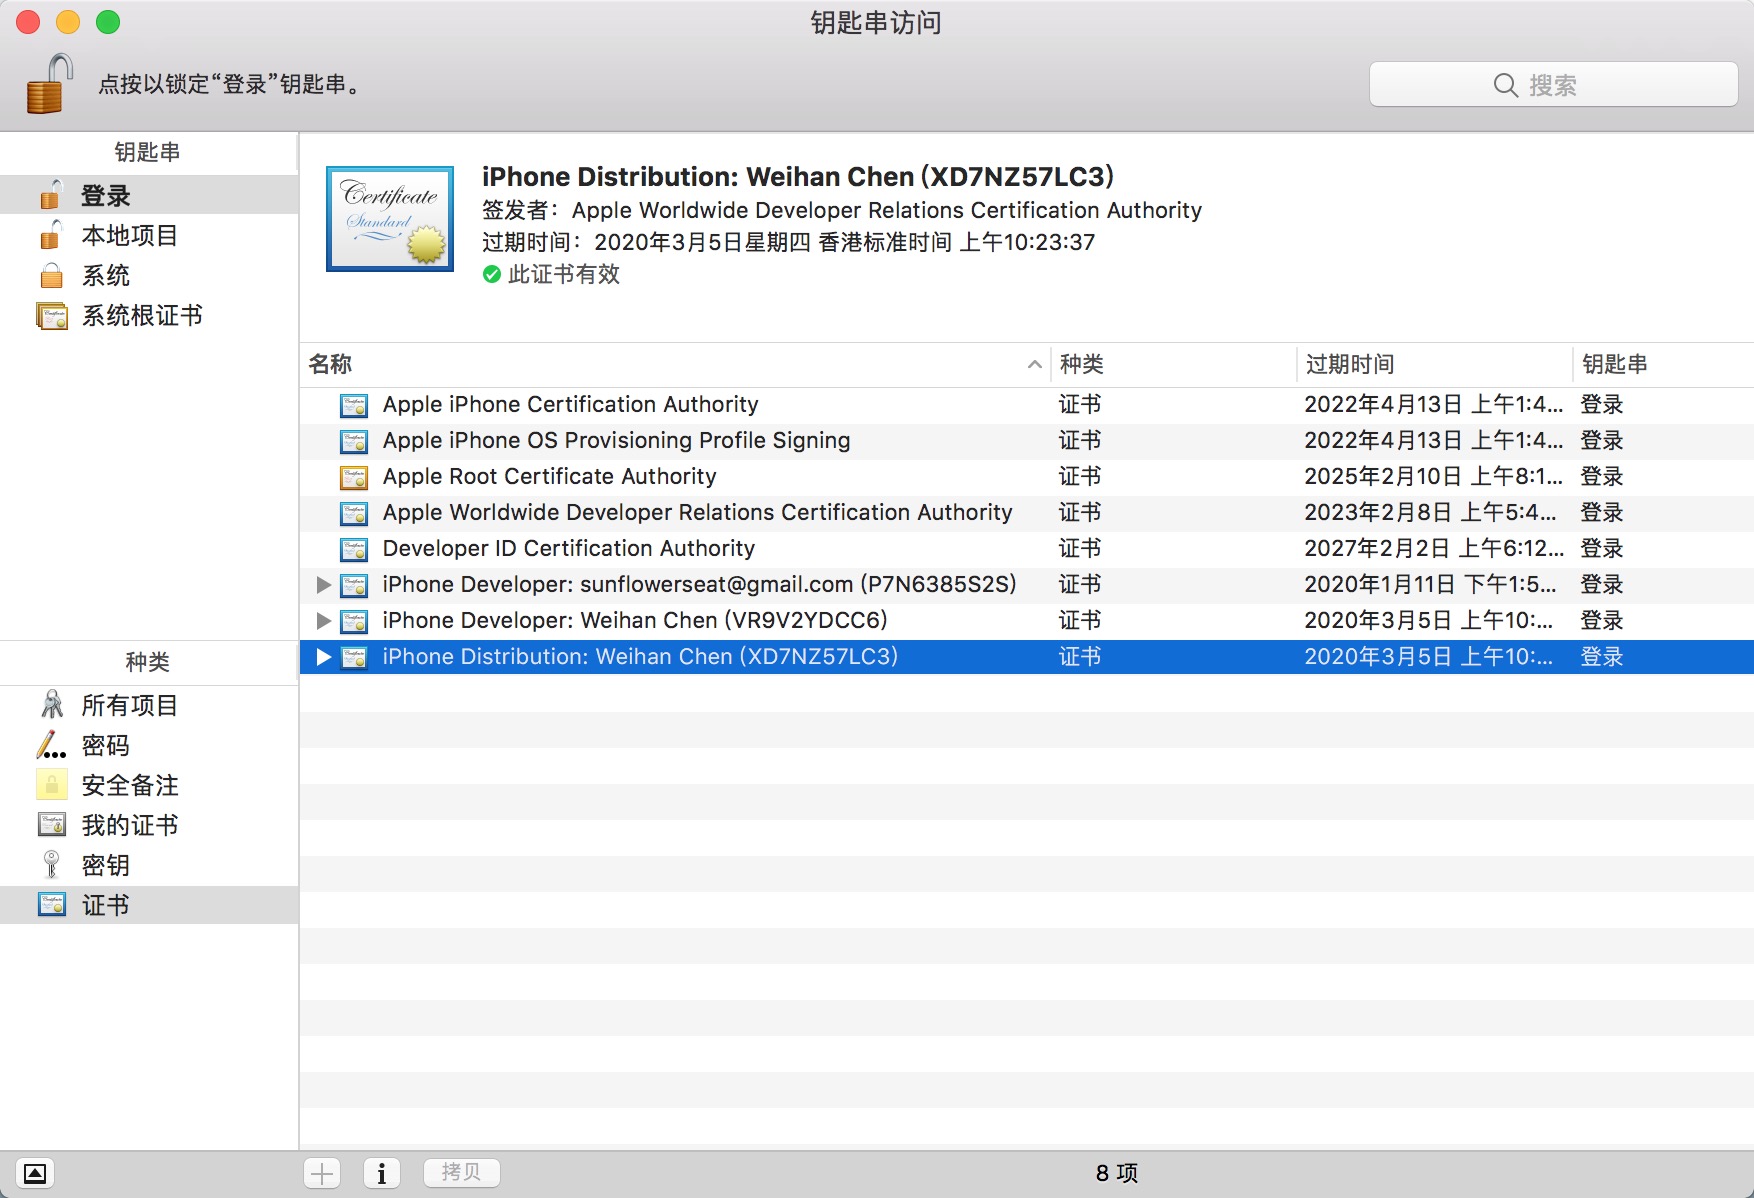 钥匙串访问
点按以锁定“登录”钥匙串。
搜索
钥匙串
登录
本地项目
系统
系统根证书
种类
所有项目
密码
安全备注
我的证书
密钥
证书
Certificate
Standard
iPhone Distribution: Weihan Chen (XD7NZ57LC3)
签发者： Apple Worldwide Developer Relations Certification Authority
过期时间： 2020年3月5日星期四 香港标准时间 上午10:23:37
此证书有效
名称 种类 过期时间 钥匙串
Apple iPhone Certification Authority 证书 2022年4月13日 上午1:4... 登录
Apple iPhone OS Provisioning Profile Signing 证书 2022年4月13日 上午1:4... 登录
Apple Root Certificate Authority 证书 2025年2月10日 上午8:1... 登录
Apple Worldwide Developer Relations Certification Authority 证书 2023年2月8日 上午5:4... 登录
Developer ID Certification Authority 证书 2027年2月2日 上午6:12... 登录
iPhone Developer: sunflowerseat@gmail.com (P7N6385S2S) 证书 2020年1月11日 下午1:5... 登录
iPhone Developer: Weihan Chen (VR9V2YDCC6) 证书 2020年3月5日 上午10:... 登录
iPhone Distribution: Weihan Chen (XD7NZ57LC3) 证书 2020年3月5日 上午10:... 登录
拷贝
8 项